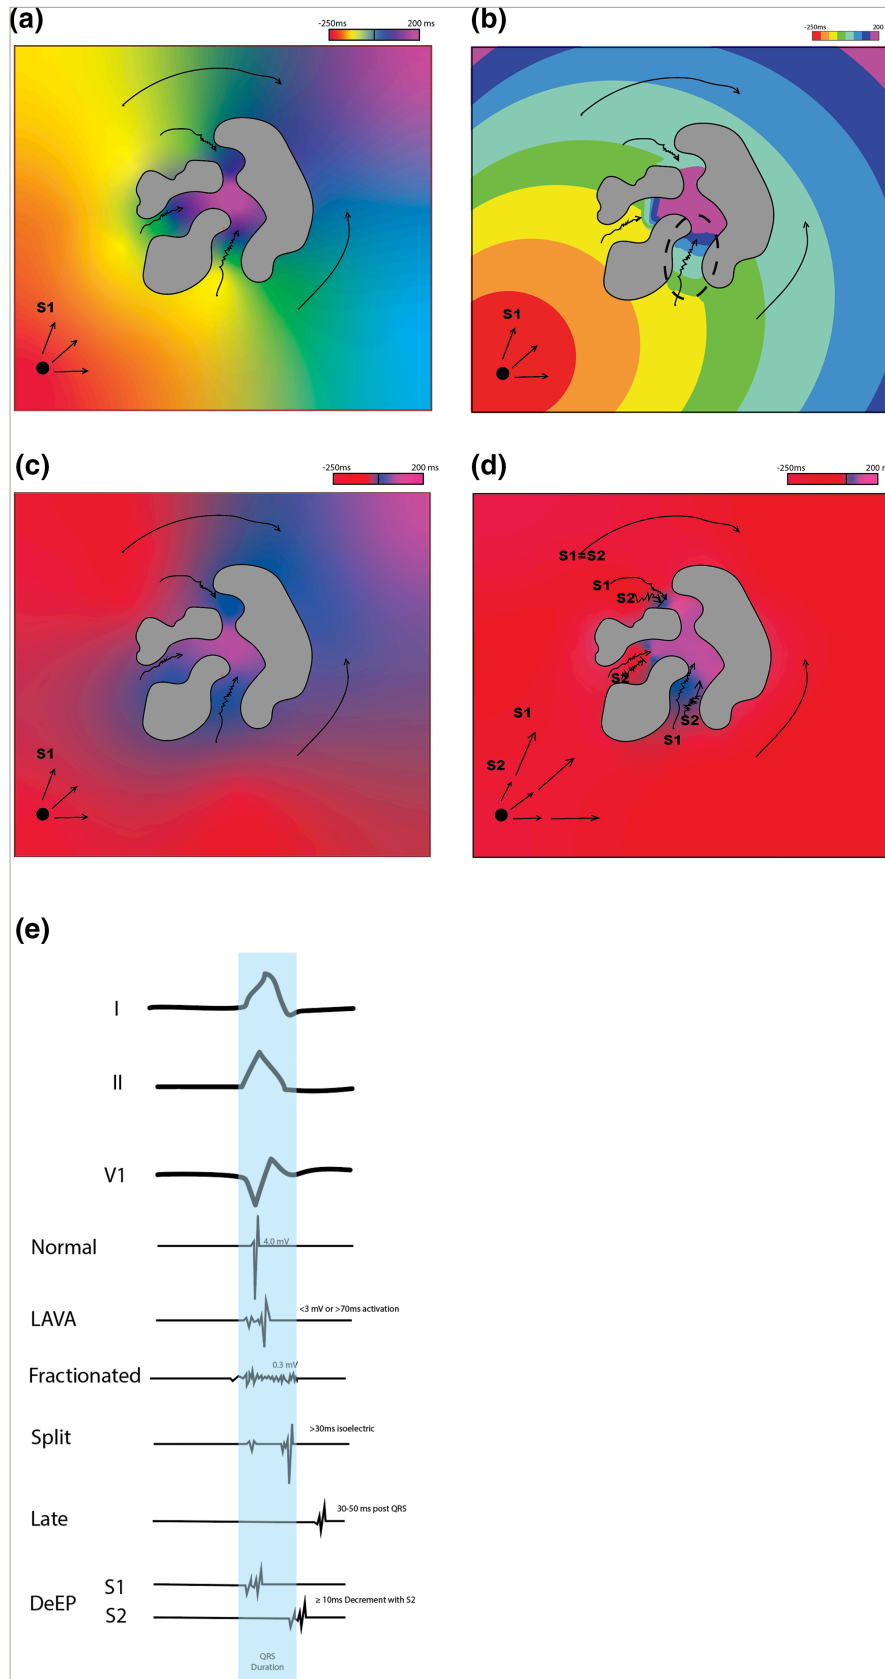 (a)
-250ms 200 ms
S1
(b)
-250ms 200
S1
(c)
-250ms 200 ms
S1
(d)
-250ms 200 m
S1=S2
S1
S2
S2
S1
S2
S2
S1
(e)
I
II
V1
Normal
4.0 mV
LAVA
<3 mV or >70ms activation
Fractionated
0.3 mV
Split
>30ms isoelectric
Late
30-50 ms post QRS
DeEP
S1
S2
≥ 10ms Decrement with S2
QRS
Duration